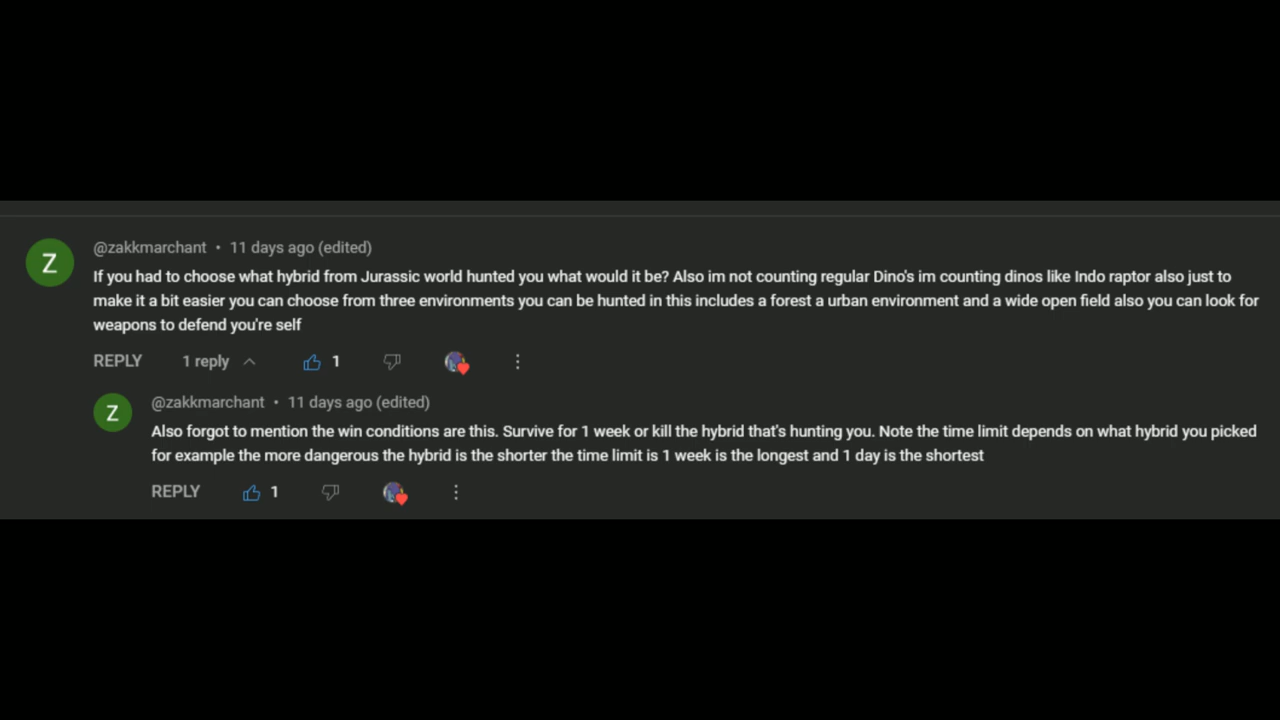 Z
@zakkmarchant • 11 days ago (edited)
If you had to choose what hybrid from Jurassic world hunted you what would it be? Also im not counting regular Dino's im counting dinos like Indo raptor also just to
make it a bit easier you can choose from three environments you can be hunted in this includes a forest a urban environment and a wide open field also you can look for
weapons to defend you're self
REPLY 1 reply 1
Z
@zakkmarchant • 11 days ago (edited)
Also forgot to mention the win conditions are this. Survive for 1 week or kill the hybrid that's hunting you. Note the time limit depends on what hybrid you picked
for example the more dangerous the hybrid is the shorter the time limit is 1 week is the longest and 1 day is the shortest
REPLY 1